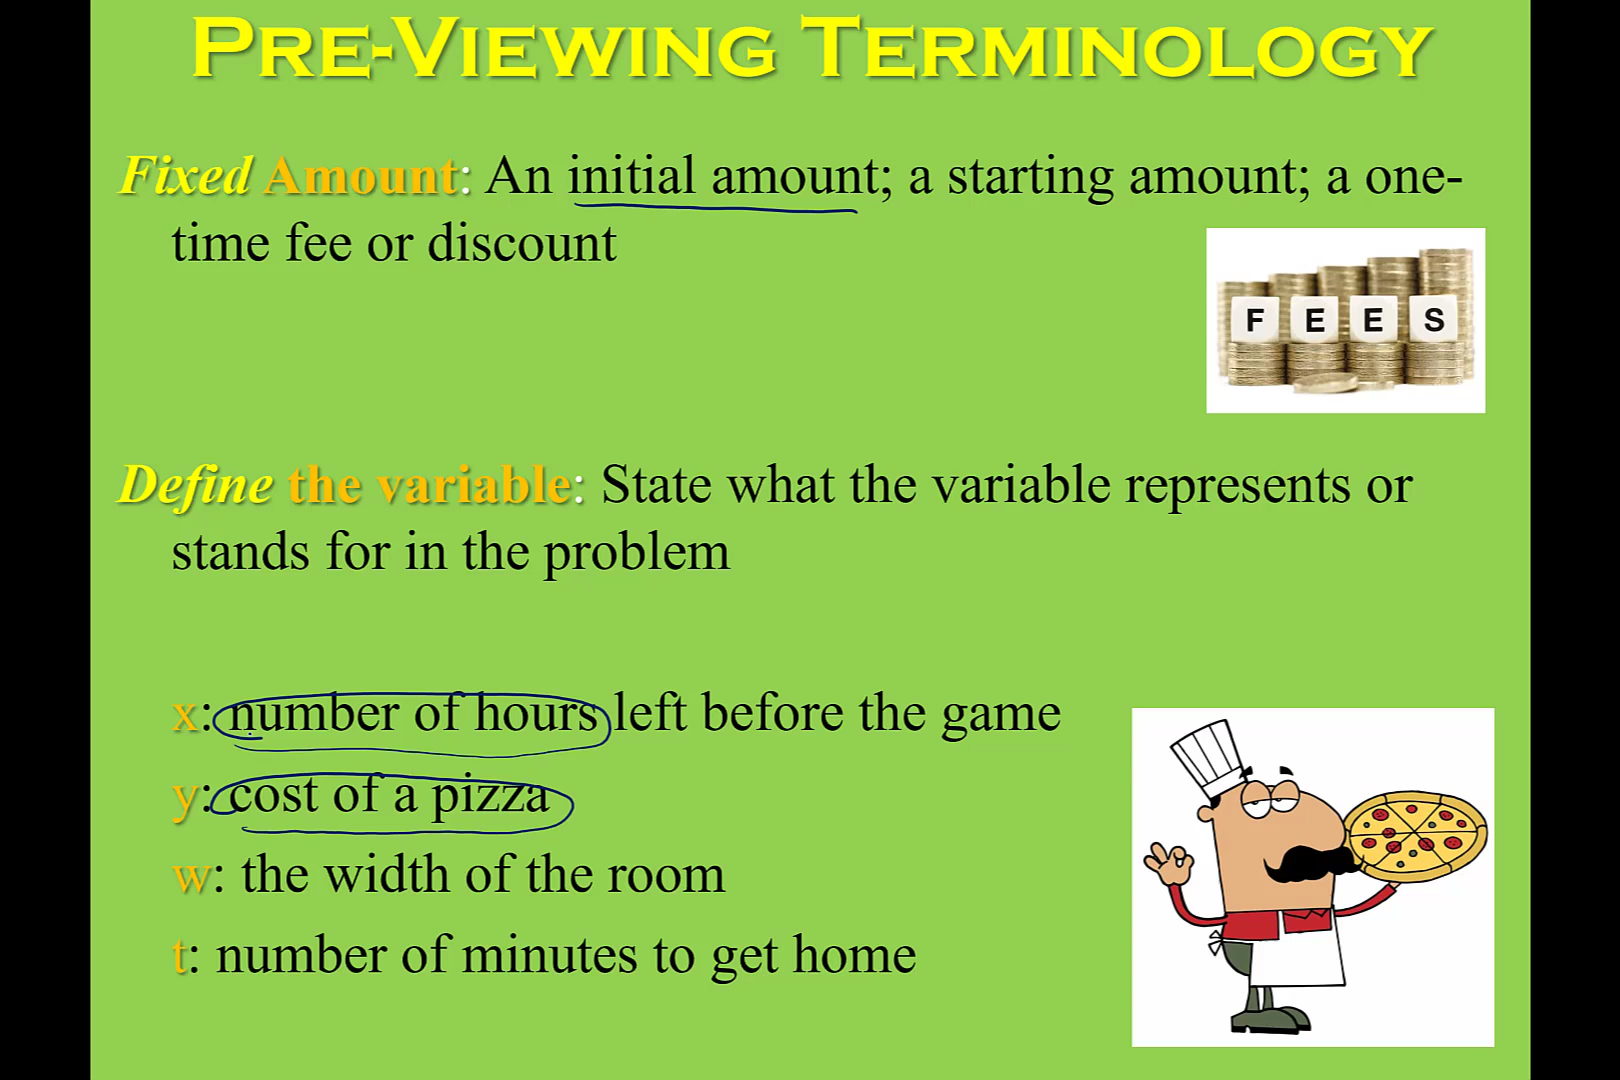 PRE-VIEWING TERMINOLOGY
Fixed Amount: An initial amount; a starting amount; a one-
time fee or discount
FEES
Define the variable: State what the variable represents or
stands for in the problem
x: number of hours left before the game
y: cost of a pizza
w: the width of the room
t: number of minutes to get home